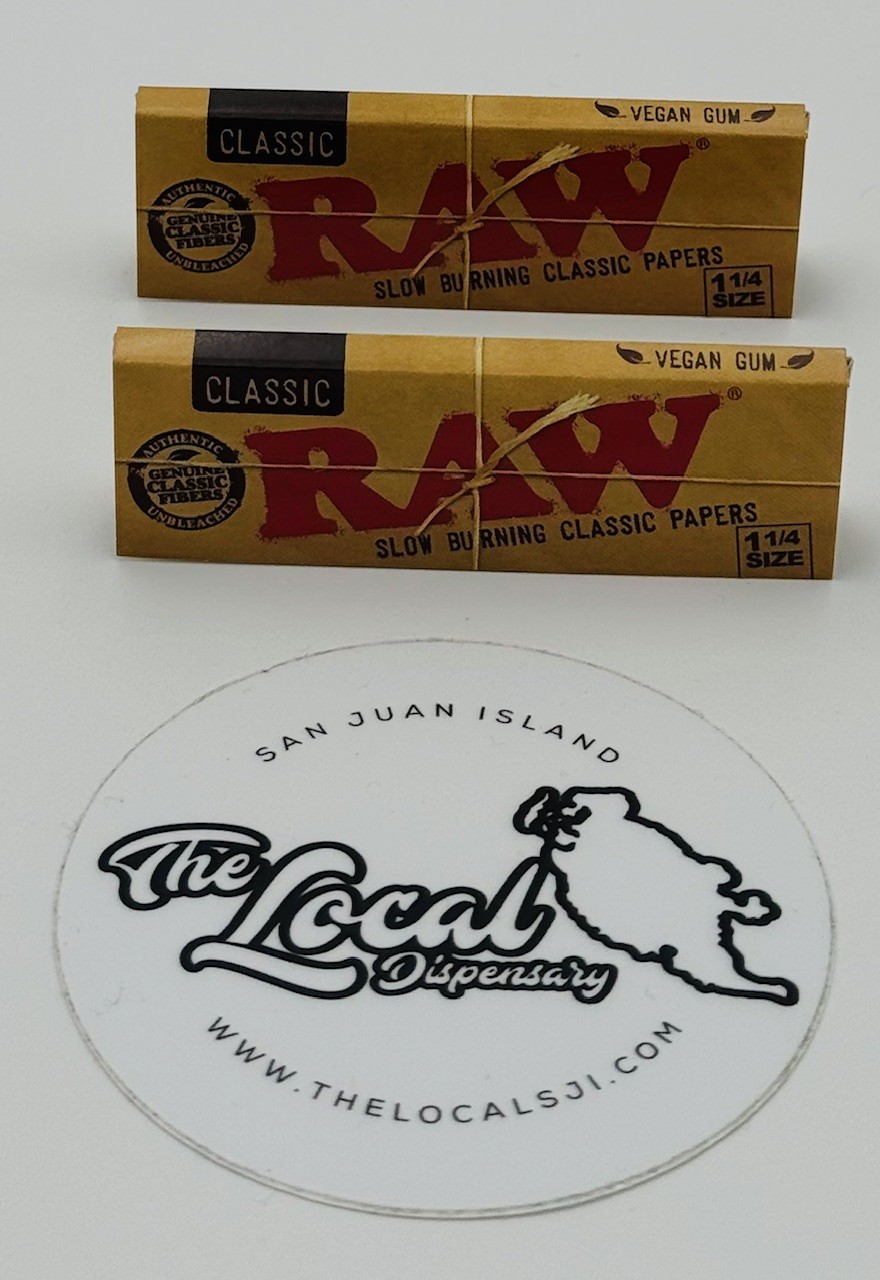 CLASSIC
VEGAN GUM
RAW®
AUTHENTIC
GENUINE
CLASSIC
FIBERS
UNBLEACHED
SLOW BURNING CLASSIC PAPERS
1 1/4
SIZE
CLASSIC
VEGAN GUM
RAW®
AUTHENTIC
GENUINE
CLASSIC
FIBERS
UNBLEACHED
SLOW BURNING CLASSIC PAPERS
1 1/4
SIZE
SAN JUAN ISLAND
The Local
Dispensary
WWW.THELOCALSJI.COM